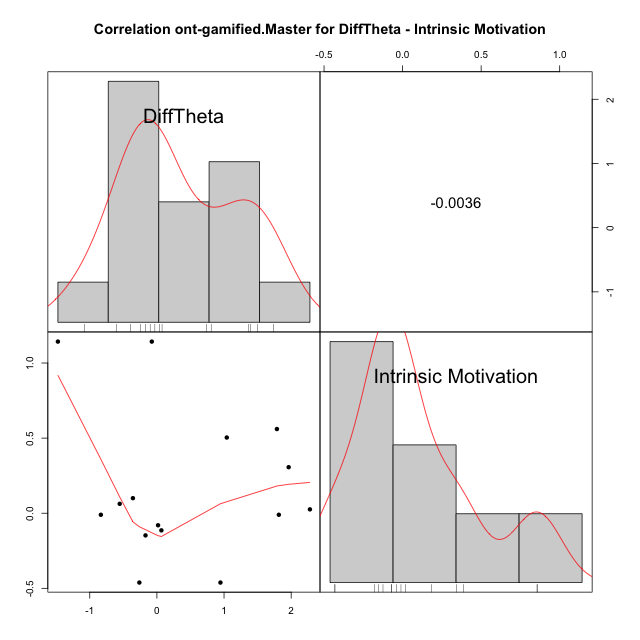 Correlation ont-gamified.Master for DiffTheta - Intrinsic Motivation
-0.5 0.0 0.5 1.0
DiffTheta
2
1
-0.0036
0
-1
1.0
Intrinsic Motivation
0.5
0.0
-0.5
-1 0 1 2